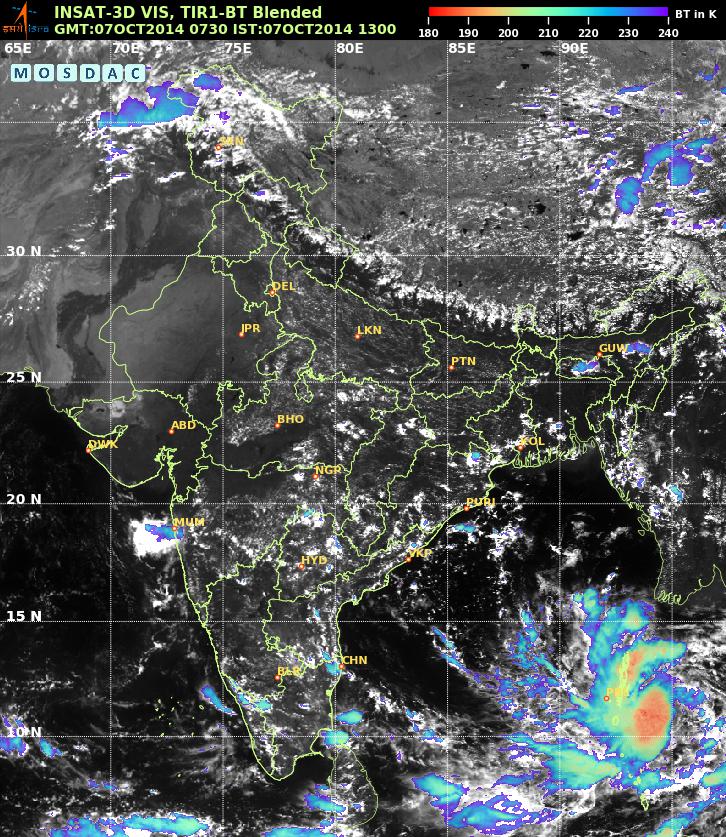 INSAT-3D VIS, TIR1-BT Blended
GMT:07OCT2014 0730 IST:07OCT2014 1300
BT in K
180 190 200 210 220 230 240
65E 70E 75E 80E 85E 90E
M O S D A C
SRN
30 N
DEL
JPR
LKN
GUW
PTN
25 N
BHO
ABD
DWK
KOL
NGP
20 N
PURI
MUM
VKP
HYD
15 N
CHN
BLR
10N